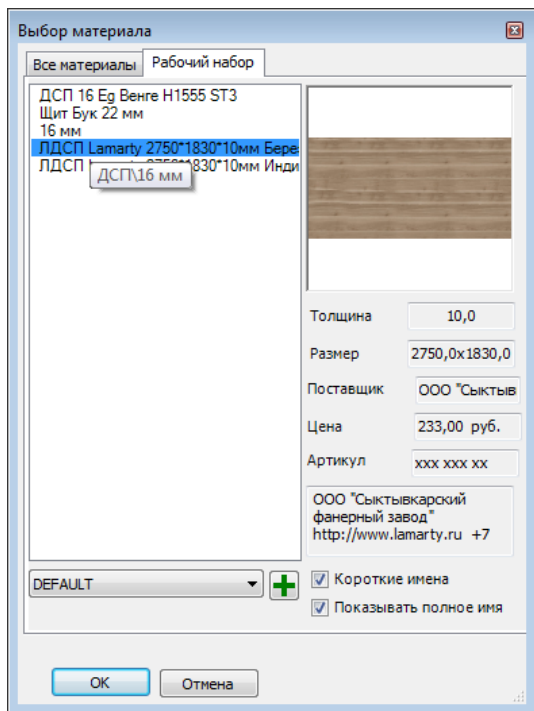 Выбор материала
Все материалы
Рабочий набор
ДСП 16 Eg Венге H1555 ST3
Щит Бук 22 мм
16 мм
ЛДСП Lamarty 2750*1830*10мм Бере
ЛДСП 830*10мм Инди
ДСП\16 мм
Толщина 10,0
Размер 2750,0x1830,0
Поставщик ООО "Сыктыв
Цена 233,00 руб.
Артикул xxx xxx xx
ООО "Сыктывкарский
фанерный завод"
http://www.lamarty.ru +7
DEFAULT
Короткие имена
Показывать полное имя
OK
Отмена